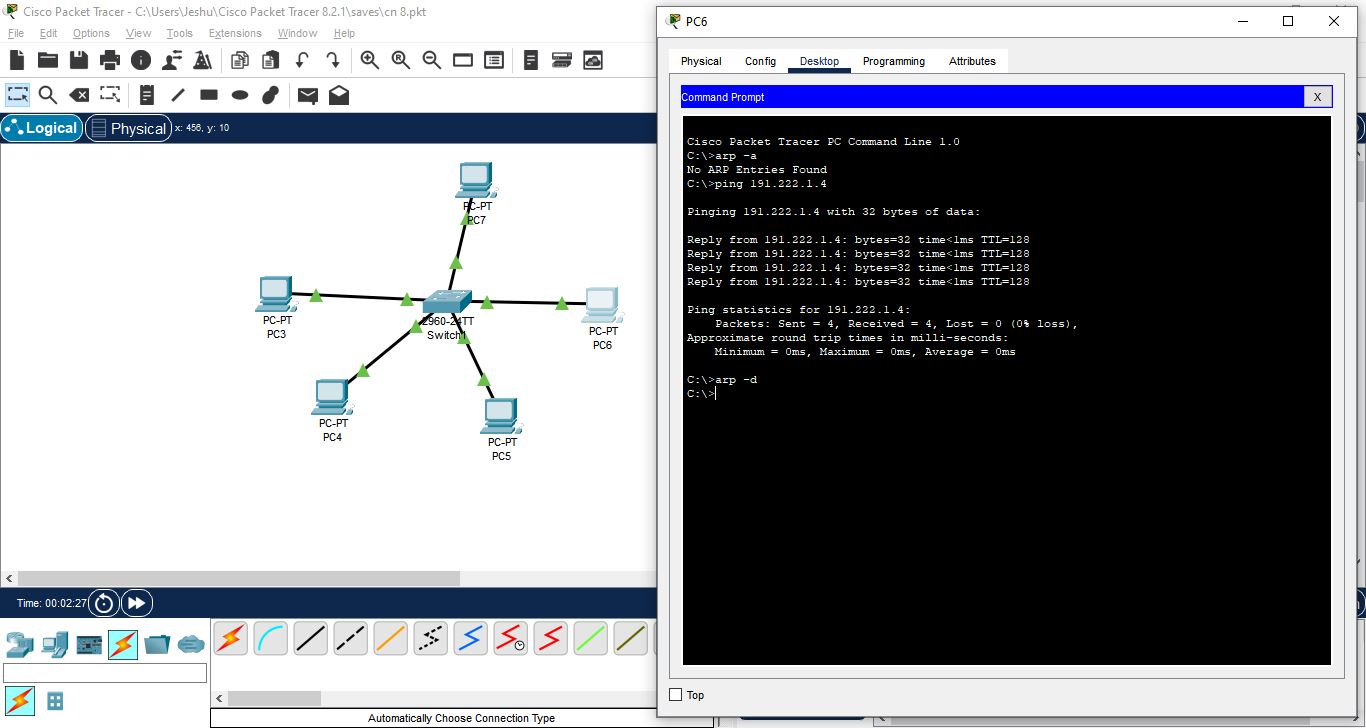 Cisco Packet Tracer - C:\Users\Jeshu\Cisco Packet Tracer 8.2.1\saves\cn 8.pkt
File Edit Options View Tools Extensions Window Help
Logical Physical x: 456, y: 10
PC-PT
PC7
PC-PT
PC3
2960-24TT
Switch1
PC-PT
PC6
PC-PT
PC4
PC-PT
PC5
Time: 00:02:27
Automatically Choose Connection Type
PC6
Physical Config Desktop Programming Attributes
Command Prompt X
Cisco Packet Tracer PC Command Line 1.0
C:\>arp -a
No ARP Entries Found
C:\>ping 191.222.1.4
Pinging 191.222.1.4 with 32 bytes of data:
Reply from 191.222.1.4: bytes=32 time<1ms TTL=128
Reply from 191.222.1.4: bytes=32 time<1ms TTL=128
Reply from 191.222.1.4: bytes=32 time<1ms TTL=128
Reply from 191.222.1.4: bytes=32 time<1ms TTL=128
Ping statistics for 191.222.1.4:
Packets: Sent = 4, Received = 4, Lost = 0 (0% loss),
Approximate round trip times in milli-seconds:
Minimum = 0ms, Maximum = 0ms, Average = 0ms
C:\>arp -d
C:\>
Top